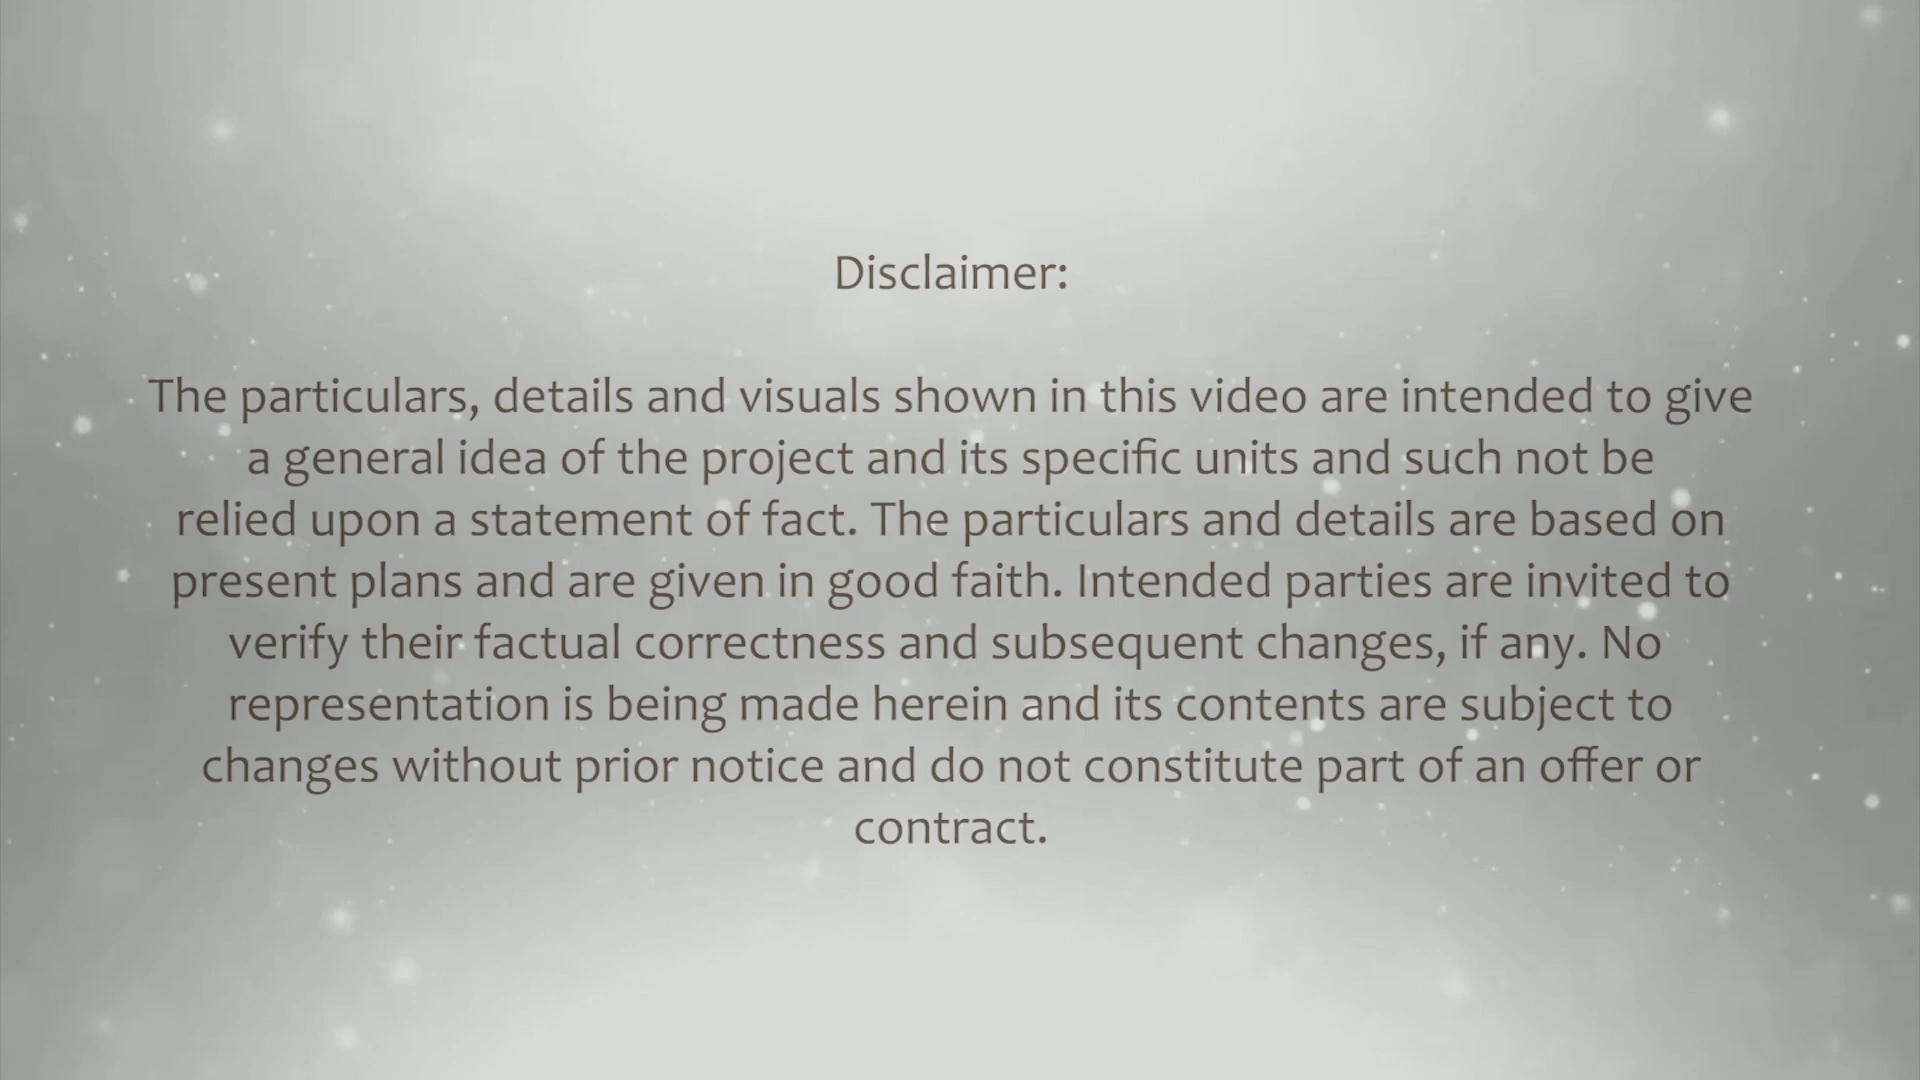 Disclaimer:
The particulars, details and visuals shown in this video are intended to give
a general idea of the project and its specific units and such not be
relied upon a statement of fact. The particulars and details are based on
present plans and are given in good faith. Intended parties are invited to
verify their factual correctness and subsequent changes, if any. No
representation is being made herein and its contents are subject to
changes without prior notice and do not constitute part of an offer or
contract.